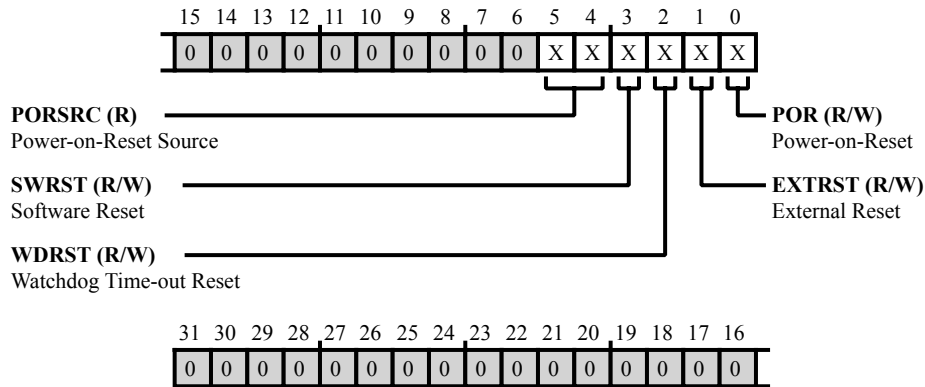 15 14 13 12 11 10 9 8 7 6 5 4 3 2 1 0
0 0 0 0 0 0 0 0 0 0 X X X X X X
PORSRC (R)
Power-on-Reset Source
POR (R/W)
Power-on-Reset
SWRST (R/W)
Software Reset
EXTRST (R/W)
External Reset
WDRST (R/W)
Watchdog Time-out Reset
31 30 29 28 27 26 25 24 23 22 21 20 19 18 17 16
0 0 0 0 0 0 0 0 0 0 0 0 0 0 0 0